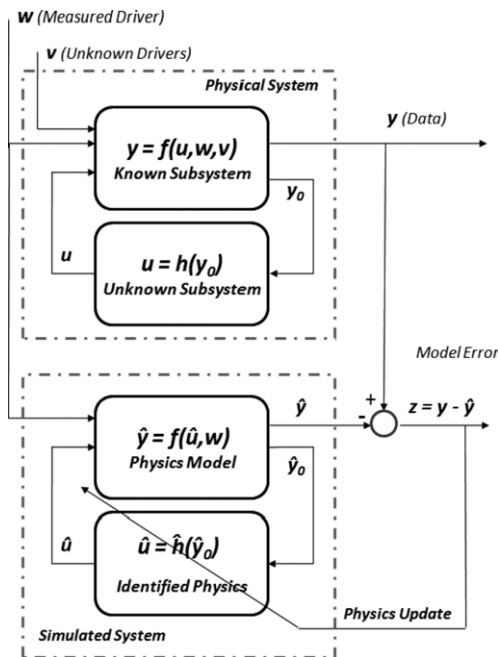 w (Measured Driver)
v (Unknown Drivers)
Physical System
y (Data)
y = f(u,w,v)
Known Subsystem
y₀
u
u = h(y₀)
Unknown Subsystem
Model Error
+
-
z = y - ŷ
ŷ
ŷ = f(û,w)
Physics Model
ŷ₀
û
û = ĥ(ŷ₀)
Identified Physics
Physics Update
Simulated System